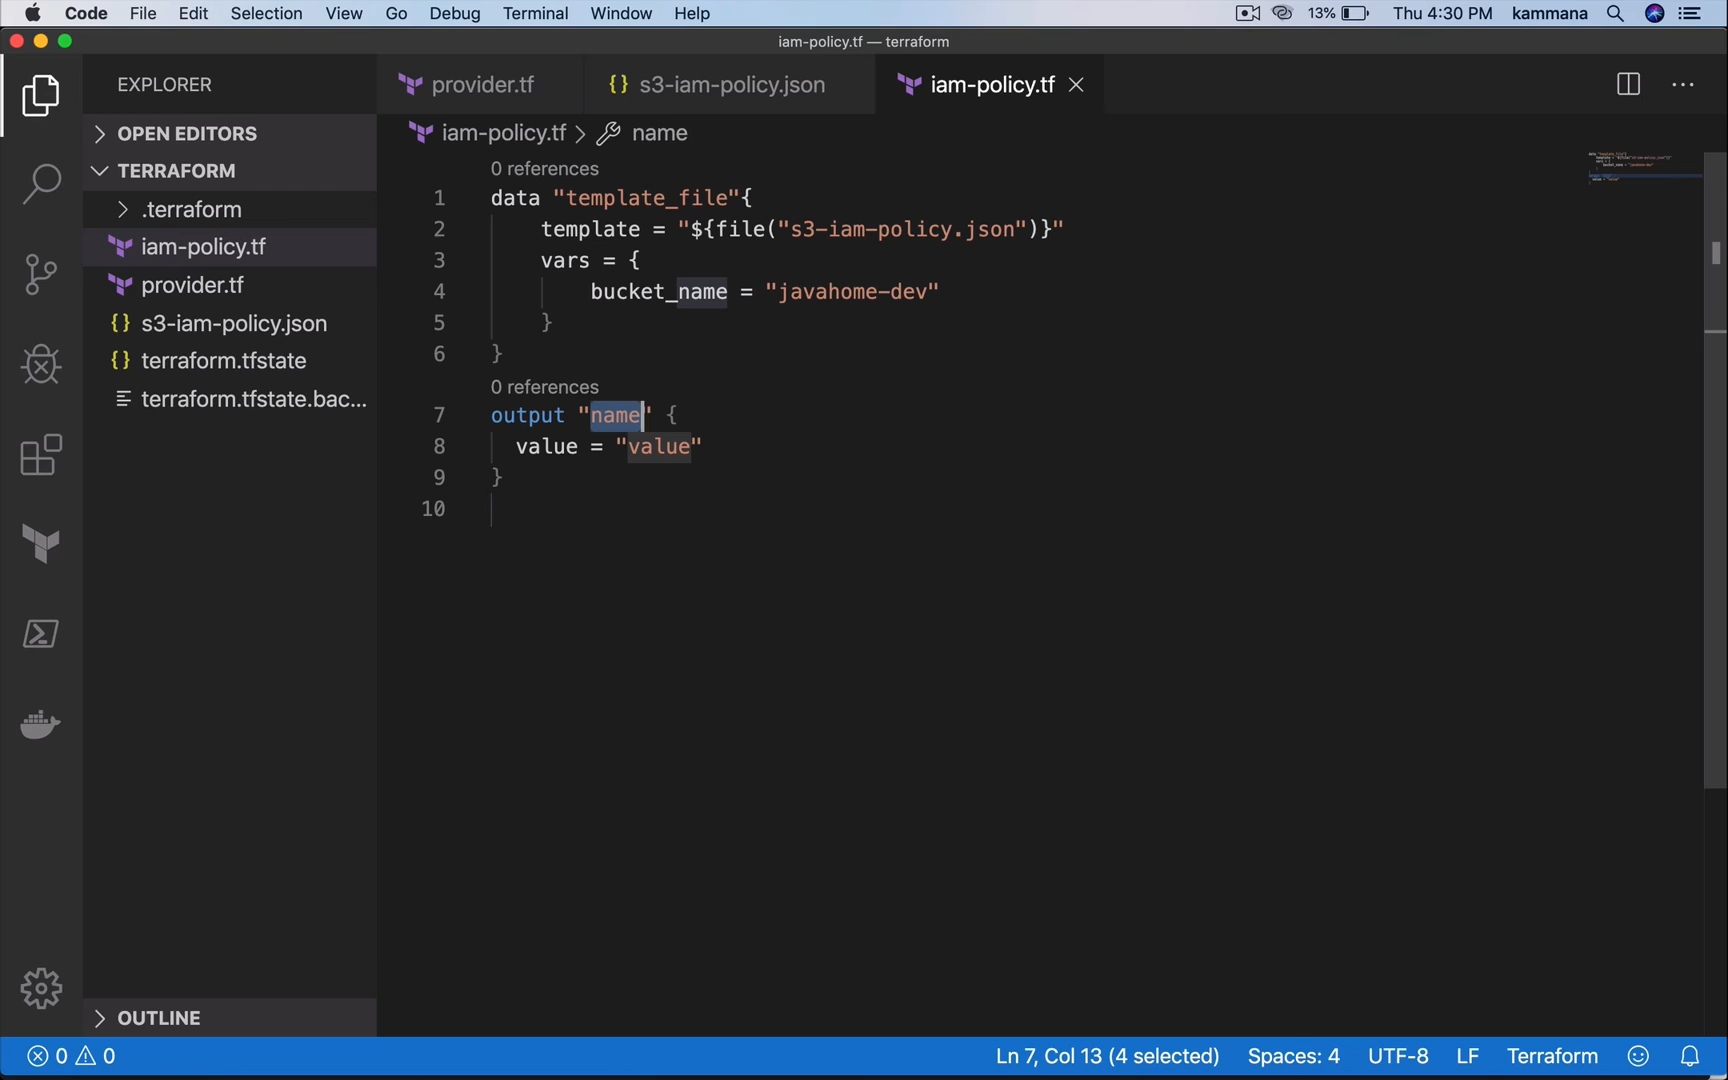 Code File Edit Selection View Go Debug Terminal Window Help 13% Thu 4:30 PM kammana
iam-policy.tf — terraform
EXPLORER
provider.tf {} s3-iam-policy.json iam-policy.tf
OPEN EDITORS
TERRAFORM
.terraform
iam-policy.tf
provider.tf
{} s3-iam-policy.json
{} terraform.tfstate
terraform.tfstate.bac...
OUTLINE
iam-policy.tf > name
0 references
1 data "template_file"{
2 template = "${file("s3-iam-policy.json")}"
3 vars = {
4 bucket_name = "javahome-dev"
5 }
6 }
0 references
7 output "name" {
8 value = "value"
9 }
10
0 0 Ln 7, Col 13 (4 selected) Spaces: 4 UTF-8 LF Terraform